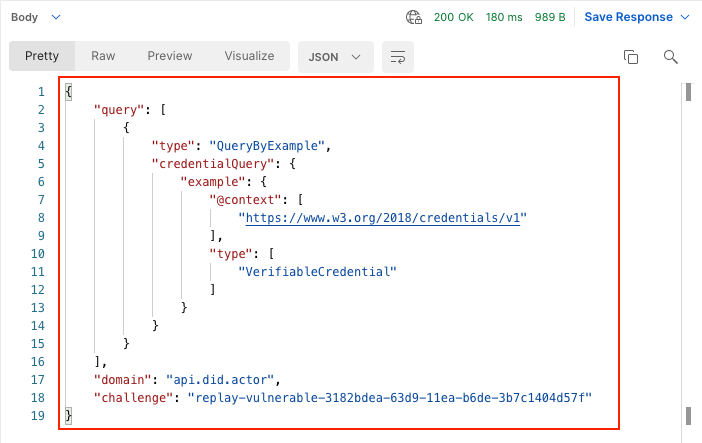 Body 200 OK 180 ms 989 B Save Response
Pretty Raw Preview Visualize JSON
1 {
2 "query": [
3 {
4 "type": "QueryByExample",
5 "credentialQuery": {
6 "example": {
7 "@context": [
8 "https://www.w3.org/2018/credentials/v1"
9 ],
10 "type": [
11 "VerifiableCredential"
12 ]
13 }
14 }
15 }
16 ],
17 "domain": "api.did.actor",
18 "challenge": "replay-vulnerable-3182bdea-63d9-11ea-b6de-3b7c1404d57f"
19 }